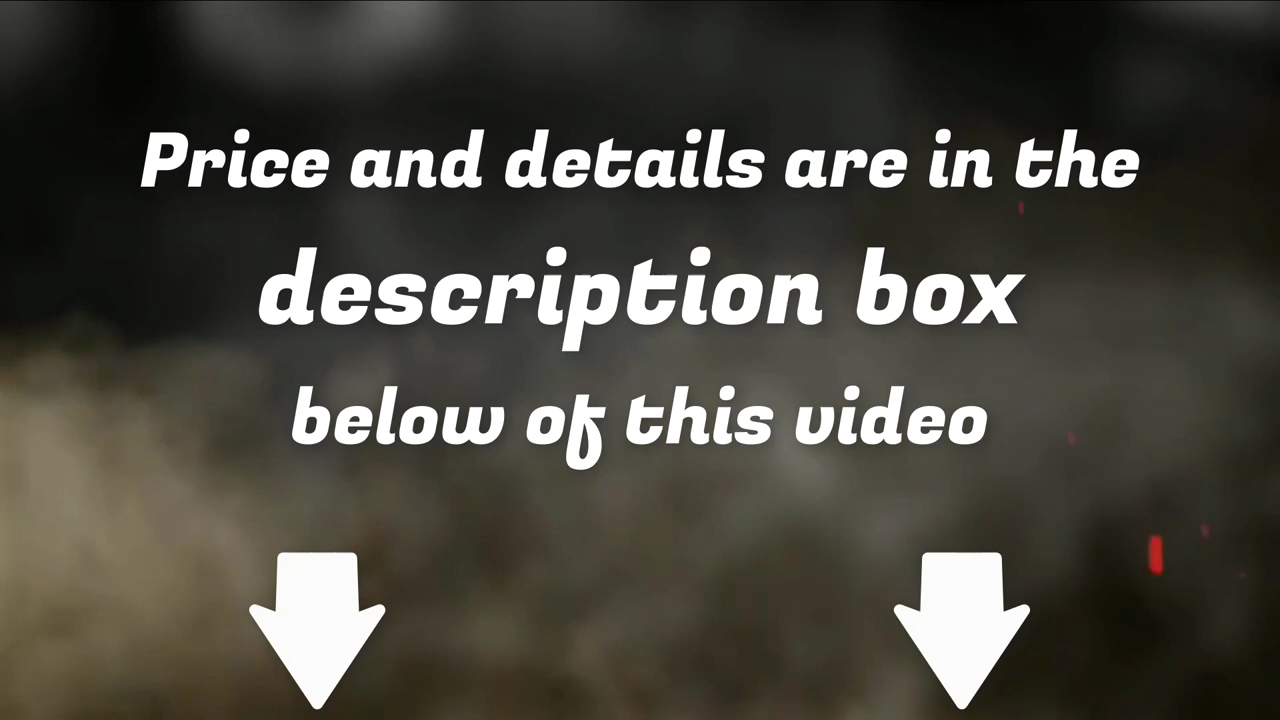 Price and details are in the
description box
below of this video